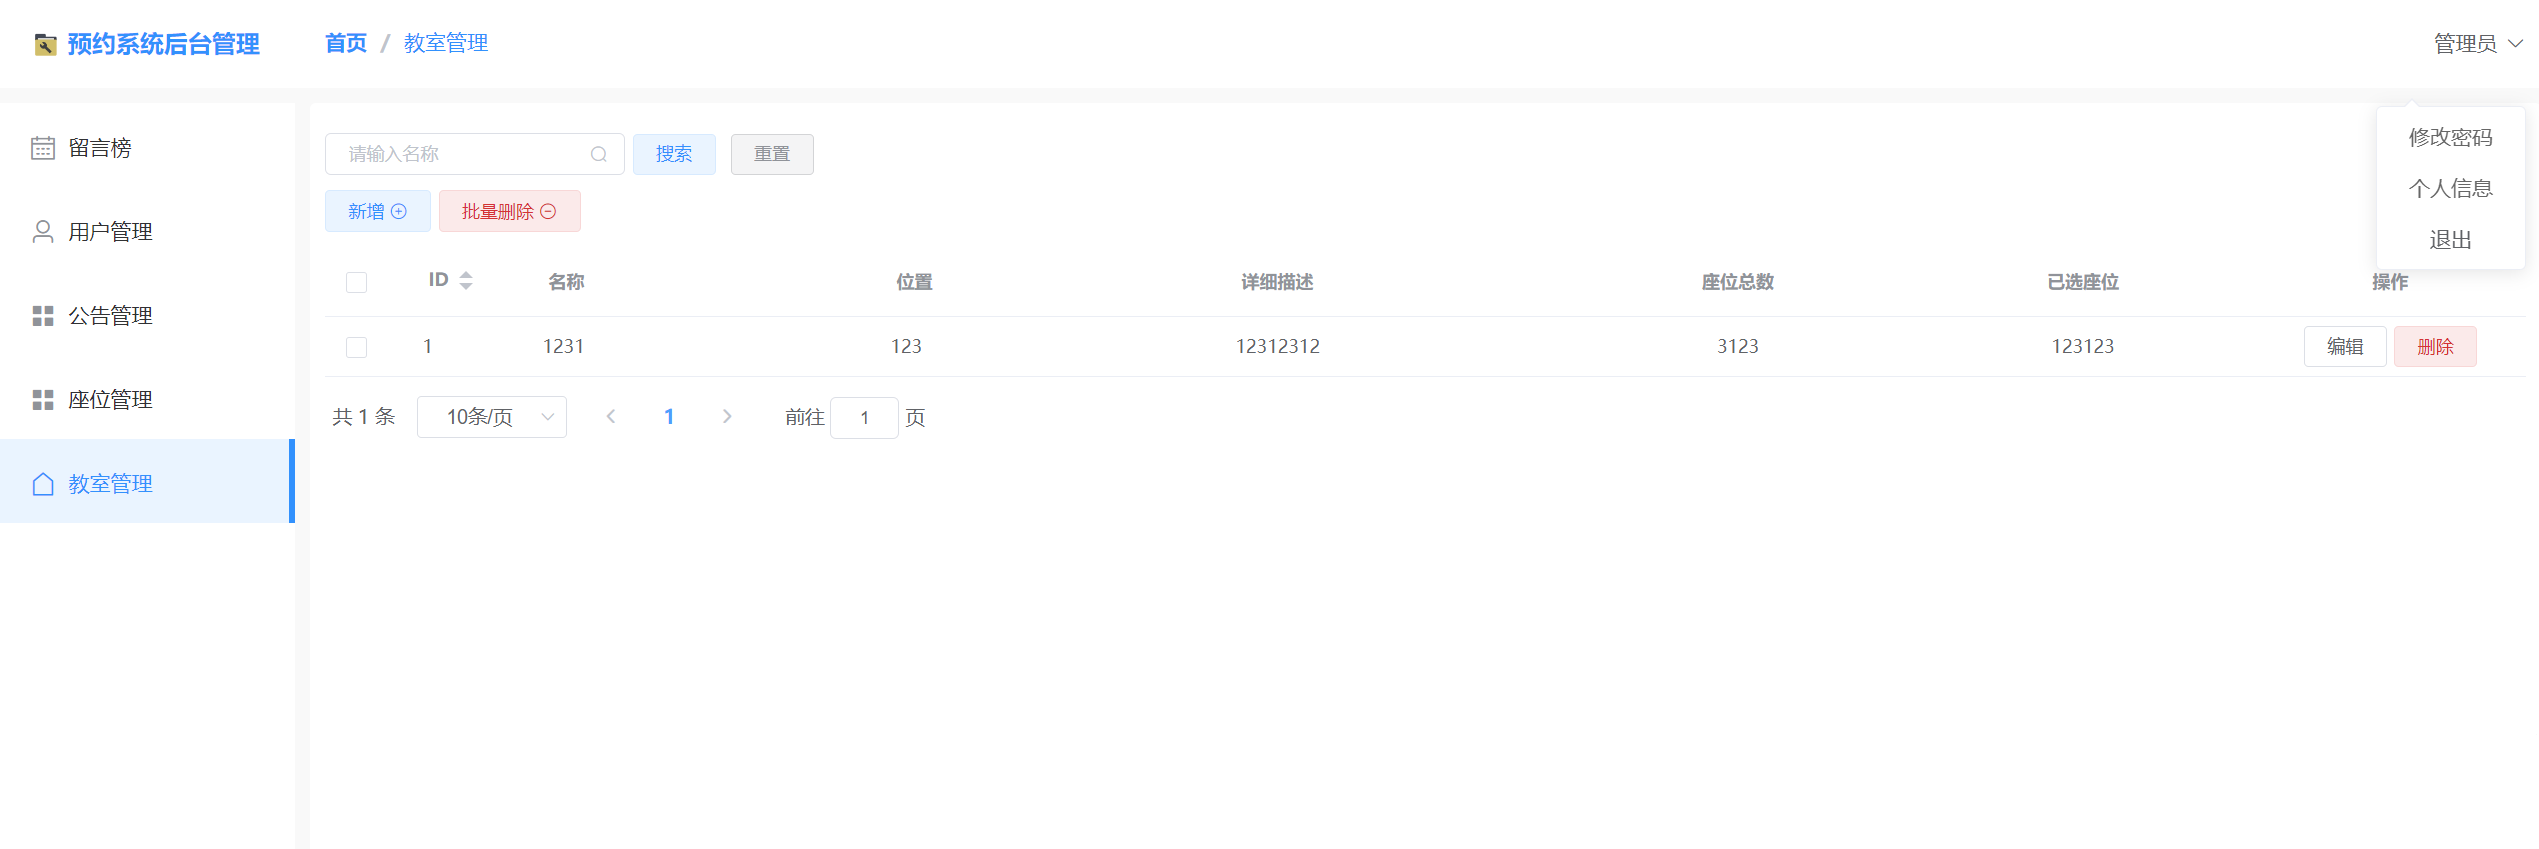 预约系统后台管理 首页 / 教室管理 管理员
留言榜
用户管理
公告管理
座位管理
教室管理
修改密码
个人信息
退出
请输入名称 搜索 重置
新增 批量删除
ID 名称 位置 详细描述 座位总数 已选座位 操作
1 1231 123 12312312 3123 123123 编辑 删除
共 1 条 10条/页 1 前往 1 页